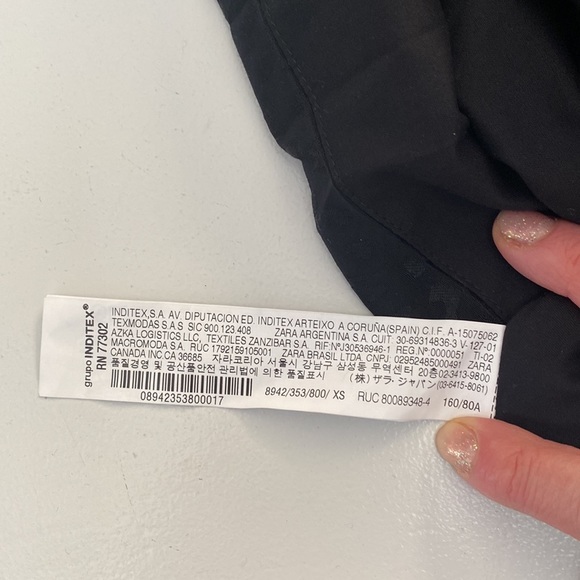 grupo INDITEX®
RN 77302
INDITEX,S.A. AV. DIPUTACION ED. INDITEX ARTEIXO A CORUÑA(SPAIN) C.I.F. A-15075062
TEXMODAS S.A.S SIC 900.123.408 ZARA ARGENTINA S.A. CUIT: 30-69314836-3 V-127-01
AZKA LOGISTICS LLC, TEXTILES ZANZIBAR S.A. RIF:NºJ30536946-1 REG.Nº 0000051 TI-02
MACROMODA S.A. RUC 1792159105001 ZARA BRASIL LTDA. CNPJ: 02952485000491 ZARA
CANADA INC.CA 36685 자라코리아 서울시 강남구 삼성동 무역센터 20층02-3413-9800
품질경영 및 공산품안전 관리법에 의한 품질표시 (株) ザラ・ジャパン(03-6415-8061)
08942353800017 8942/353/800/ XS RUC 80089348-4 160/80A